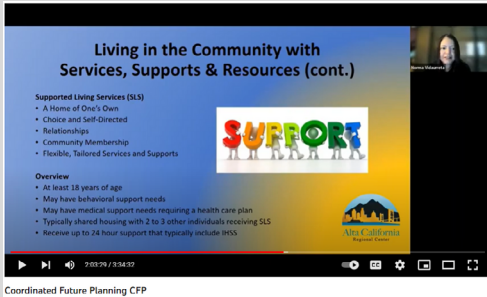 Living in the Community with
Services, Supports & Resources (cont.)
Supported Living Services (SLS)
• A Home of One's Own
• Choice and Self-Directed
• Relationships
• Community Membership
• Flexible, Tailored Services and Supports
SUPPORT
Overview
• At least 18 years of age
• May have behavioral support needs
• May have medical support needs requiring a health care plan
• Typically shared housing with 2 to 3 other individuals receiving SLS
• Receive up to 24 hour support that typically include IHSS
Alta California
Regional Center
2:03:29 / 3:34:32
CC
Coordinated Future Planning CFP